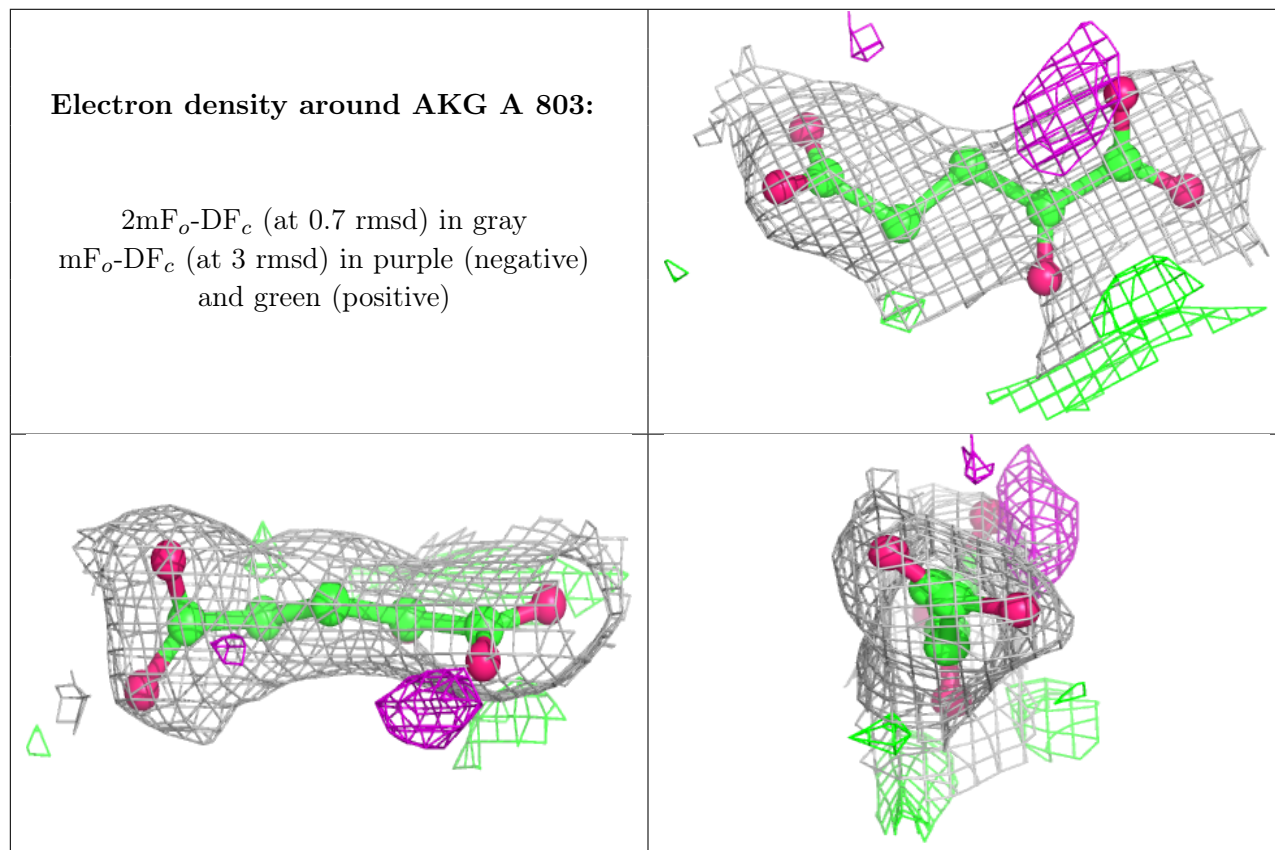 Electron density around AKG A 803:
2mFo-DFc (at 0.7 rmsd) in gray
mFo-DFc (at 3 rmsd) in purple (negative)
and green (positive)